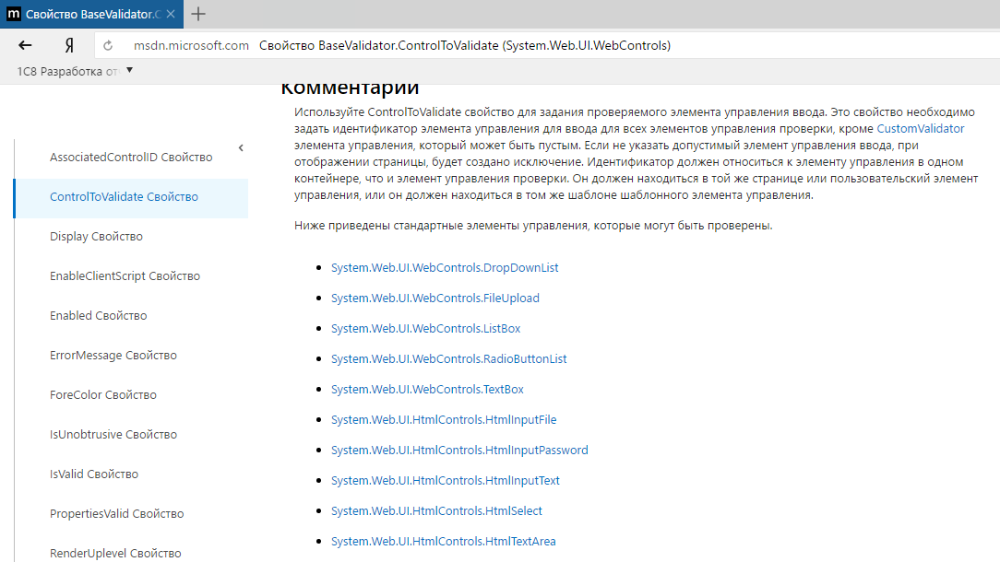 m Свойство BaseValidator.C
Я msdn.microsoft.com Свойство BaseValidator.ControlToValidate (System.Web.UI.WebControls)
1С8 Разработка от
Комментарии
Используйте ControlToValidate свойство для задания проверяемого элемента управления ввода. Это свойство необходимо
задать идентификатор элемента управления для ввода для всех элементов управления проверки, кроме CustomValidator
элемента управления, который может быть пустым. Если не указать допустимый элемент управления ввода, при
отображении страницы, будет создано исключение. Идентификатор должен относиться к элементу управления в одном
контейнере, что и элемент управления проверки. Он должен находиться в той же странице или пользовательский элемент
управления, или он должен находиться в том же шаблоне шаблонного элемента управления.
Ниже приведены стандартные элементы управления, которые могут быть проверены.
System.Web.UI.WebControls.DropDownList
System.Web.UI.WebControls.FileUpload
System.Web.UI.WebControls.ListBox
System.Web.UI.WebControls.RadioButtonList
System.Web.UI.WebControls.TextBox
System.Web.UI.HtmlControls.HtmlInputFile
System.Web.UI.HtmlControls.HtmlInputPassword
System.Web.UI.HtmlControls.HtmlInputText
System.Web.UI.HtmlControls.HtmlSelect
System.Web.UI.HtmlControls.HtmlTextArea
AssociatedControlID Свойство
ControlToValidate Свойство
Display Свойство
EnableClientScript Свойство
Enabled Свойство
ErrorMessage Свойство
ForeColor Свойство
IsUnobtrusive Свойство
IsValid Свойство
PropertiesValid Свойство
RenderUplevel Свойство